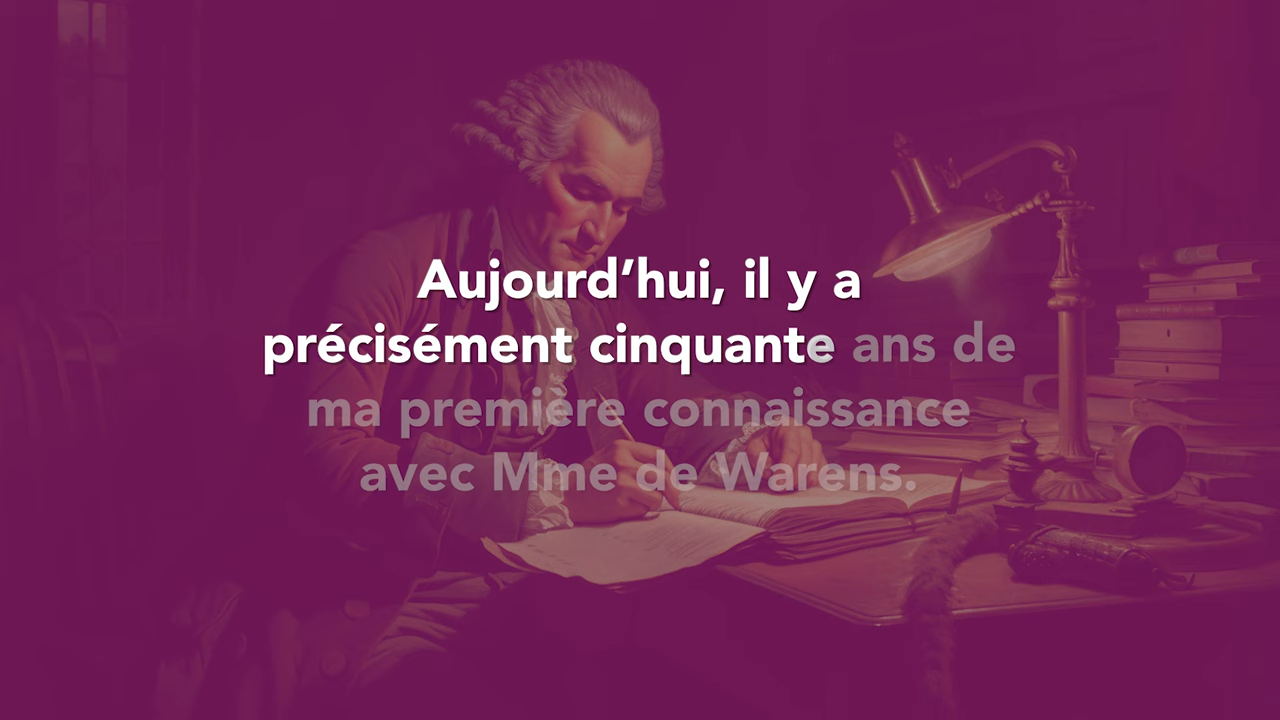 Aujourd’hui, il y a
précisément cinquante ans de
ma première connaissance
avec Mme de Warens.